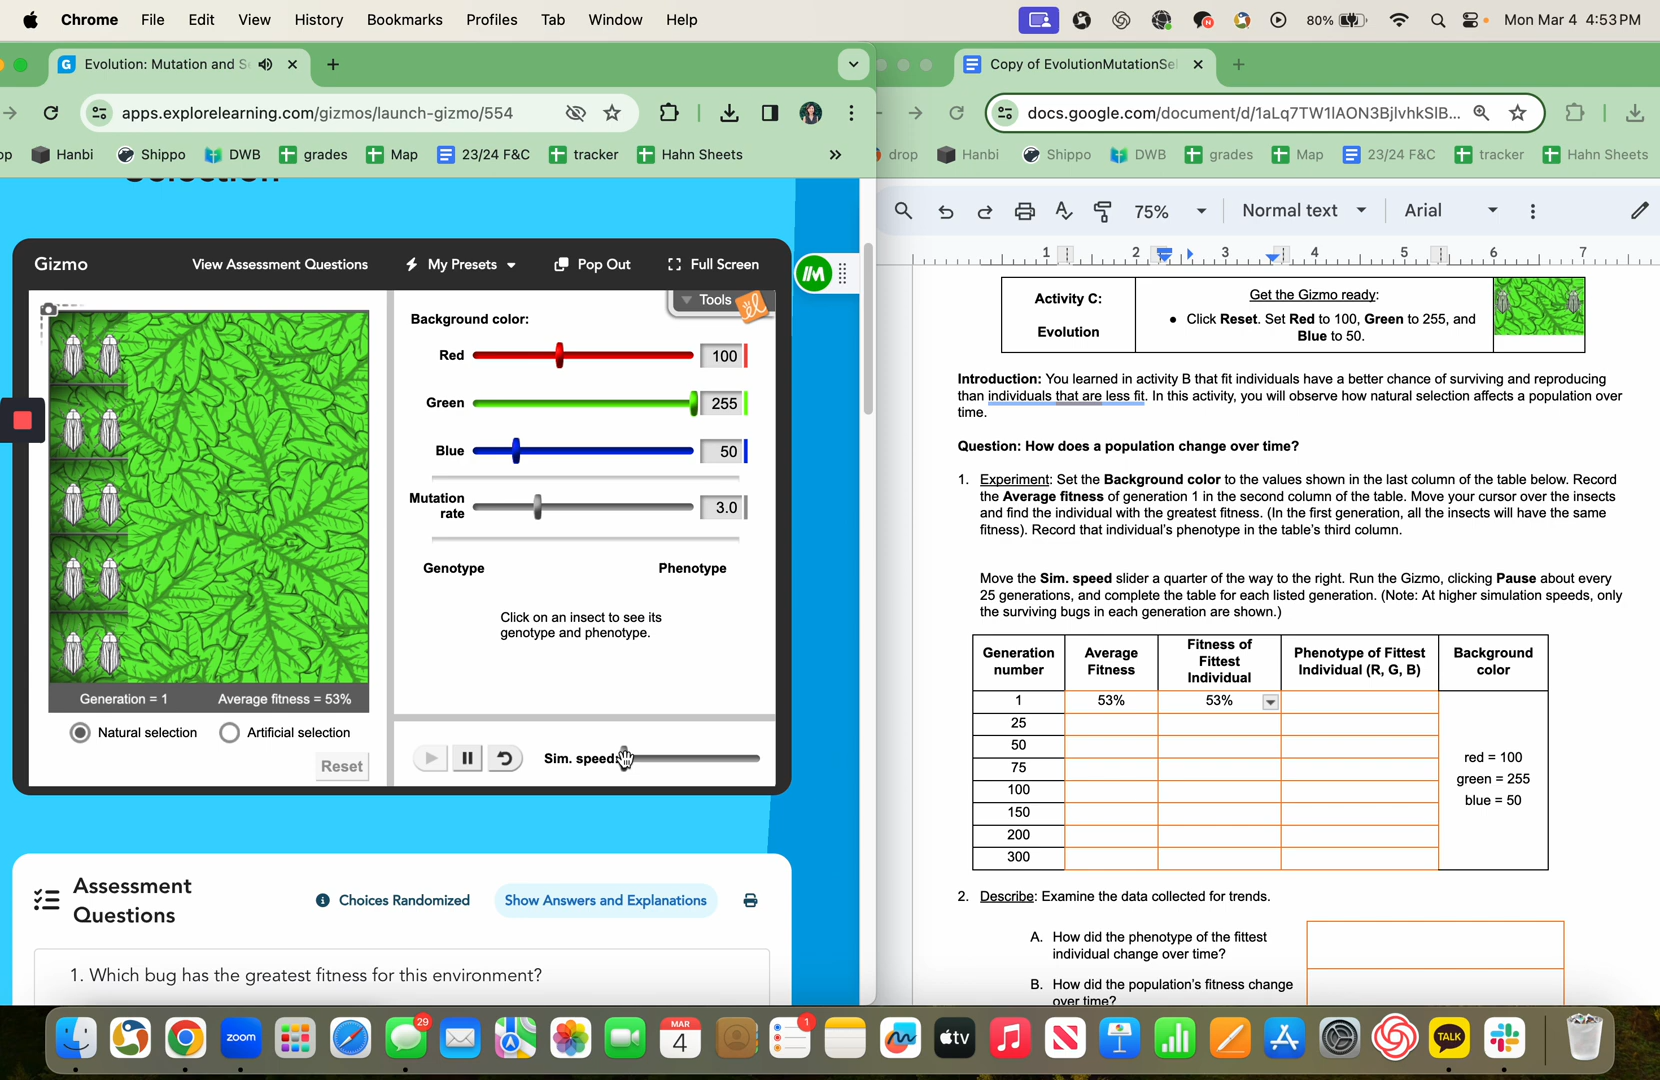 Chrome File Edit View History Bookmarks Profiles Tab Window Help
80% Mon Mar 4 4:53 PM
Evolution: Mutation and S
apps.explorelearning.com/gizmos/launch-gizmo/554
op Hanbi Shippo DWB grades Map 23/24 F&C tracker Hahn Sheets
Gizmo View Assessment Questions My Presets Pop Out Full Screen
Tools
Background color:
Red 100
Green 255
Blue 50
Mutation
rate 3.0
Genotype Phenotype
Click on an insect to see its
genotype and phenotype.
Generation = 1 Average fitness = 53%
Natural selection Artificial selection
Reset
Sim. speed:
Assessment
Questions
Choices Randomized Show Answers and Explanations
1. Which bug has the greatest fitness for this environment?
Copy of EvolutionMutationSel
docs.google.com/document/d/1aLq7TW1lAON3BjlvhkSlB...
drop Hanbi Shippo DWB grades Map 23/24 F&C tracker Hahn Sheets
75% Normal text Arial
1 2 3 4 5 6 7
Activity C:
Evolution
Get the Gizmo ready:
● Click Reset. Set Red to 100, Green to 255, and
Blue to 50.
Introduction: You learned in activity B that fit individuals have a better chance of surviving and reproducing
than individuals that are less fit. In this activity, you will observe how natural selection affects a population over
time.
Question: How does a population change over time?
1. Experiment: Set the Background color to the values shown in the last column of the table below. Record
the Average fitness of generation 1 in the second column of the table. Move your cursor over the insects
and find the individual with the greatest fitness. (In the first generation, all the insects will have the same
fitness). Record that individual's phenotype in the table's third column.
Move the Sim. speed slider a quarter of the way to the right. Run the Gizmo, clicking Pause about every
25 generations, and complete the table for each listed generation. (Note: At higher simulation speeds, only
the surviving bugs in each generation are shown.)
Generation
number
Average
Fitness
Fitness of
Fittest
Individual
Phenotype of Fittest
Individual (R, G, B)
Background
color
1 53% 53%
25
50
75
100
150
200
300
red = 100
green = 255
blue = 50
2. Describe: Examine the data collected for trends.
A. How did the phenotype of the fittest
individual change over time?
B. How did the population's fitness change
over time?
zoom
29
MAR
4
1
tv
TALK